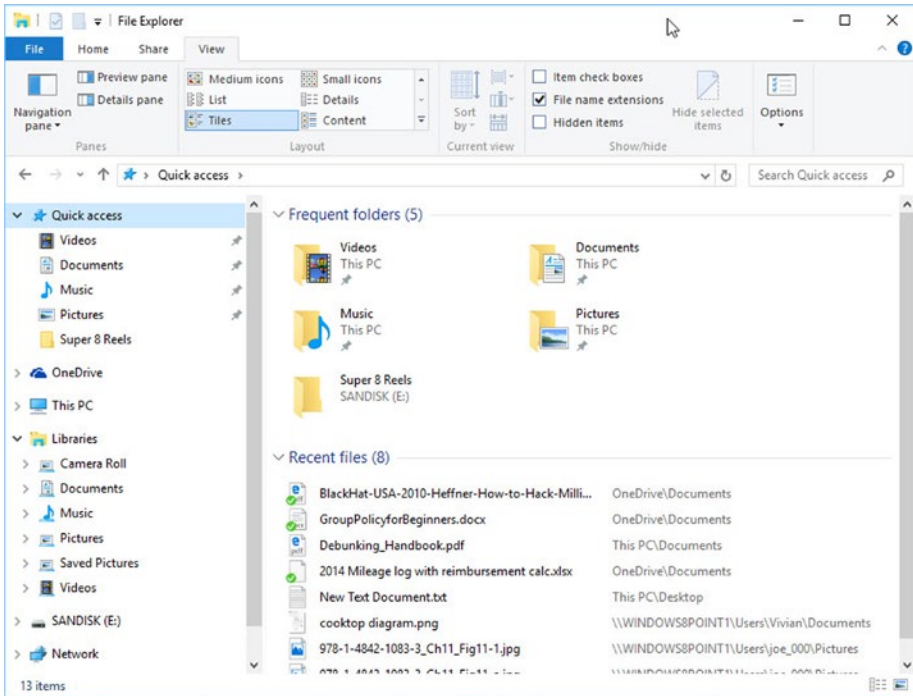 File Explorer
File Home Share View
Navigation pane
Preview pane
Details pane
Panes
Medium icons Small icons
List Details
Tiles Content
Layout
Sort by
Current view
Item check boxes
File name extensions
Hidden items
Hide selected items
Show/hide
Options
Quick access
Search Quick access
Quick access
Videos
Documents
Music
Pictures
Super 8 Reels
OneDrive
This PC
Libraries
Camera Roll
Documents
Music
Pictures
Saved Pictures
Videos
SANDISK (E:)
Network
Frequent folders (5)
Videos
This PC
Documents
This PC
Music
This PC
Pictures
This PC
Super 8 Reels
SANDISK (E:)
Recent files (8)
BlackHat-USA-2010-Heffner-How-to-Hack-Milli... OneDrive\Documents
GroupPolicyforBeginners.docx OneDrive\Documents
Debunking_Handbook.pdf This PC\Documents
2014 Mileage log with reimbursement calc.xlsx OneDrive\Documents
New Text Document.txt This PC\Desktop
cooktop diagram.png \\WINDOWS8POINT1\Users\Vivian\Documents
978-1-4842-1083-3_Ch11_Fig11-1.jpg \\WINDOWS8POINT1\Users\joe_000\Pictures
13 items